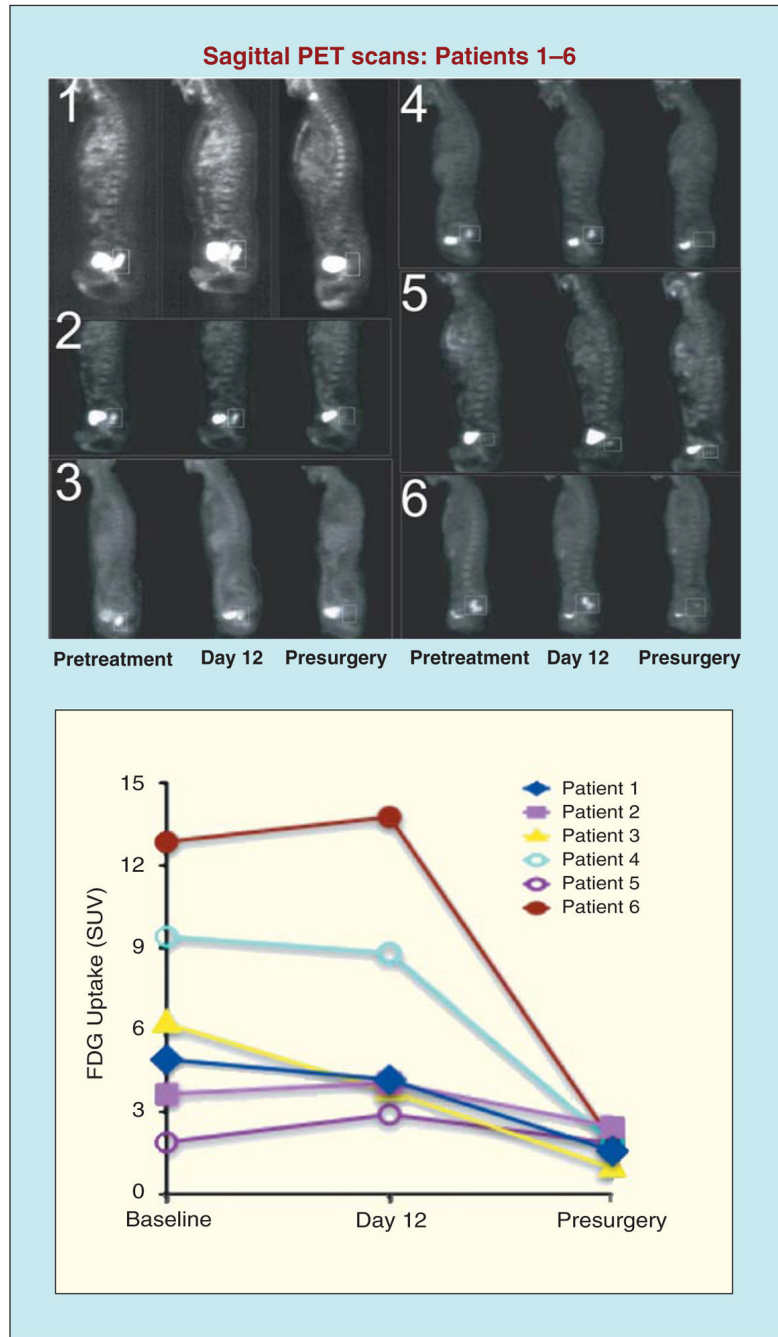 Sagittal PET scans: Patients 1–6
1
4
2
5
3
6
Pretreatment Day 12 Presurgery Pretreatment Day 12 Presurgery
15
12
9
6
3
0
FDG Uptake (SUV)
Patient 1
Patient 2
Patient 3
Patient 4
Patient 5
Patient 6
Baseline Day 12 Presurgery